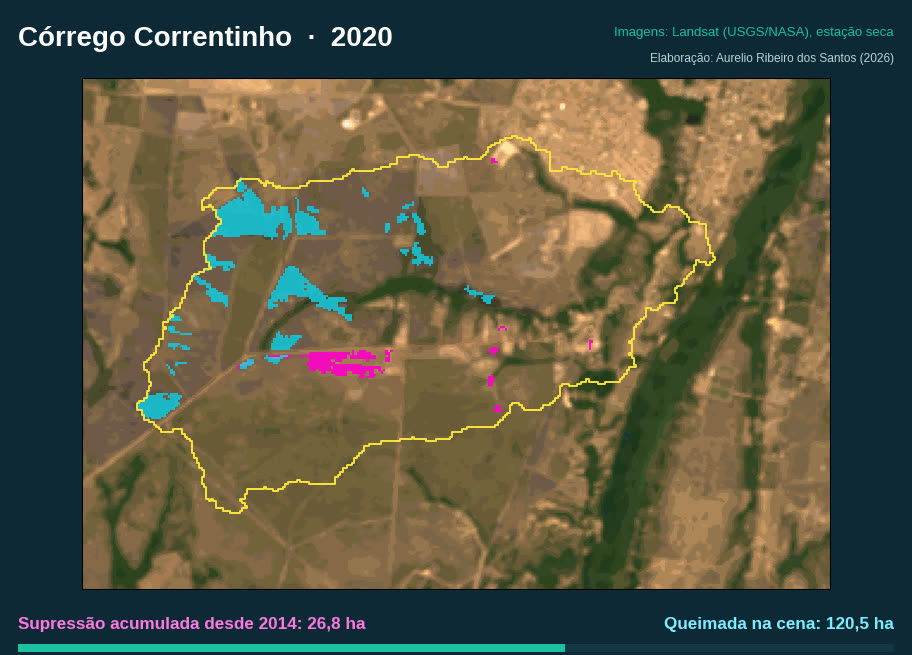 Córrego Correntinho · 2020
Imagens: Landsat (USGS/NASA), estação seca
Elaboração: Aurelio Ribeiro dos Santos (2026)
Supressão acumulada desde 2014: 26,8 ha
Queimada na cena: 120,5 ha